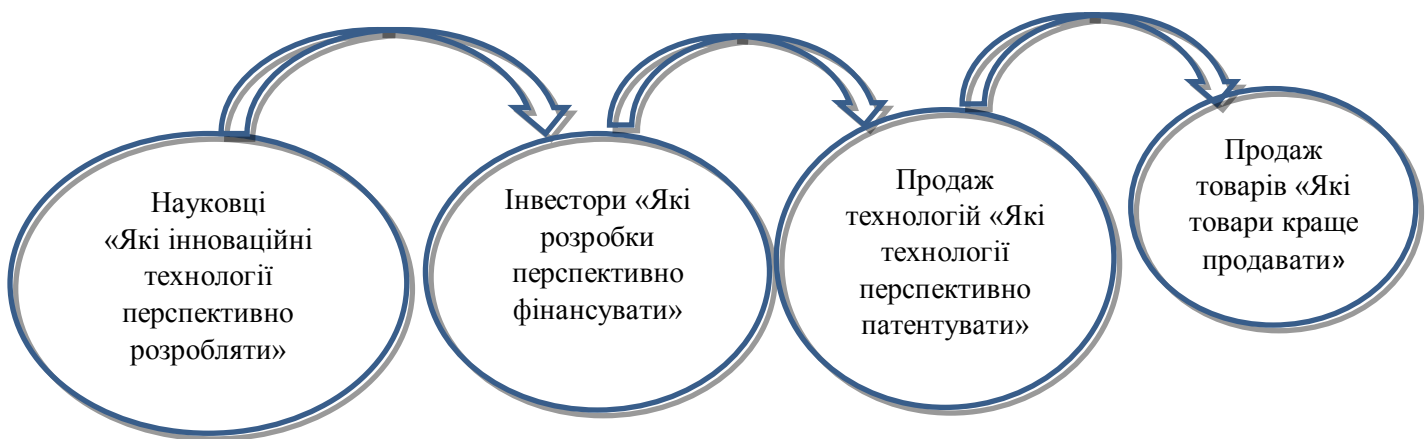 Науковці
«Які інноваційні
технології
перспективно
розробляти»
Інвестори «Які
розробки
перспективно
фінансувати»
Продаж
технологій «Які
технології
перспективно
патентувати»
Продаж
товарів «Які
товари краще
продавати»